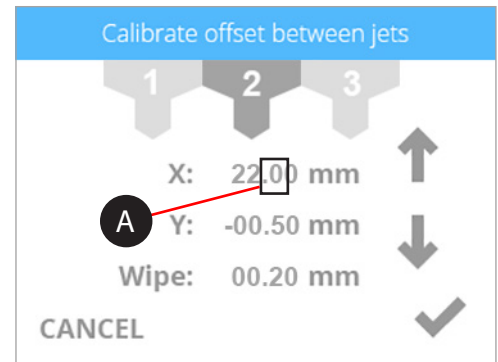 Calibrate offset between jets
1 2 3
X: 22.00 mm
A
Y: -00.50 mm
Wipe: 00.20 mm
CANCEL